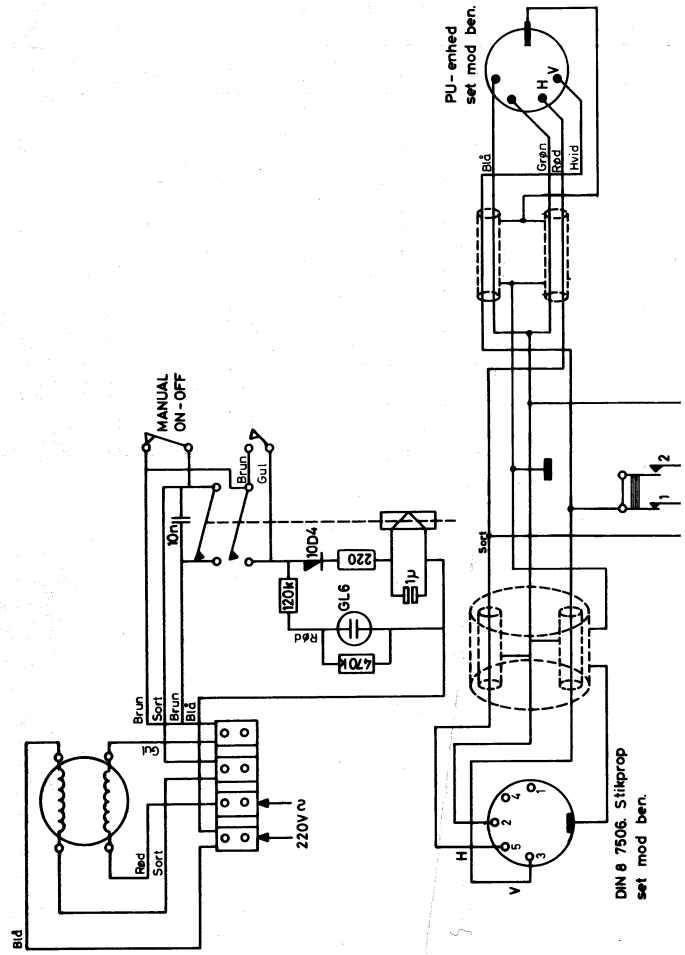 PU-enhed
set mod ben.
V
H
Blå
Grøn
Rød
Hvid
MANUAL
ON-OFF
Brun
Gul
10n
10D4
220
120k
1µ
GL6
Rød
470k
Brun
Sort
Brun
Blå
Gul
Rød
Sort
Blå
220V ~
Sort
1
2
H
V
5
2
4
1
3
DIN 8 7506. Stikprop
set mod ben.